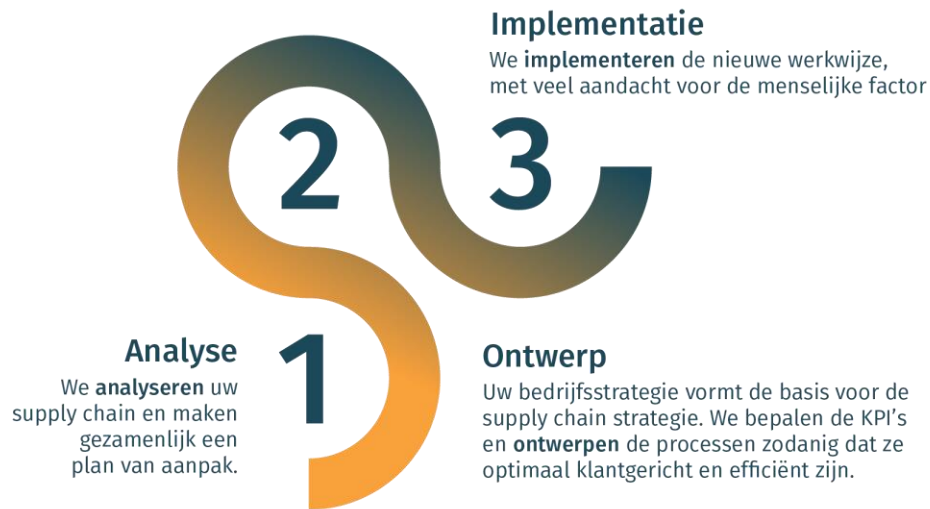 Implementatie
We implementeren de nieuwe werkwijze,
met veel aandacht voor de menselijke factor
2
3
1
Analyse
We analyseren uw
supply chain en maken
gezamenlijk een
plan van aanpak.
Ontwerp
Uw bedrijfsstrategie vormt de basis voor de
supply chain strategie. We bepalen de KPI’s
en ontwerpen de processen zodanig dat ze
optimaal klantgericht en efficiënt zijn.